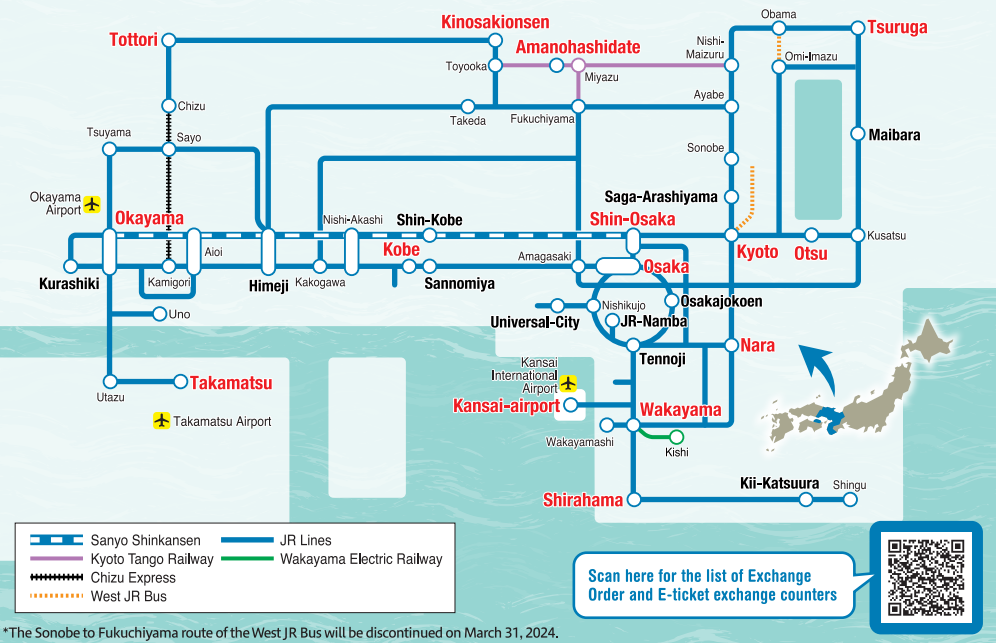 Obama
Kinosakionsen
Tsuruga
Tottori
Amanohashidate
Nishi-
Maizuru
Omi-Imazu
Toyooka
Miyazu
Ayabe
Chizu
Takeda
Fukuchiyama
Tsuyama
Sayo
Maibara
Sonobe
Okayama
Airport
Saga-Arashiyama
Okayama
Nishi-Akashi
Shin-Kobe
Shin-Osaka
Kusatsu
Aioi
Kobe
Amagasaki
Kyoto
Otsu
Osaka
Kurashiki
Kamigori
Himeji
Kakogawa
Sannomiya
Uno
Nishikujo
Osakajokoen
Universal-City
JR-Namba
Tennoji
Nara
Kansai
International
Airport
Utazu
Takamatsu
Kansai-airport
Wakayama
Takamatsu Airport
Wakayamashi
Kishi
Kii-Katsuura
Shingu
Shirahama
Sanyo Shinkansen
JR Lines
Kyoto Tango Railway
Wakayama Electric Railway
Chizu Express
West JR Bus
Scan here for the list of Exchange
Order and E-ticket exchange counters
*The Sonobe to Fukuchiyama route of the West JR Bus will be discontinued on March 31, 2024.